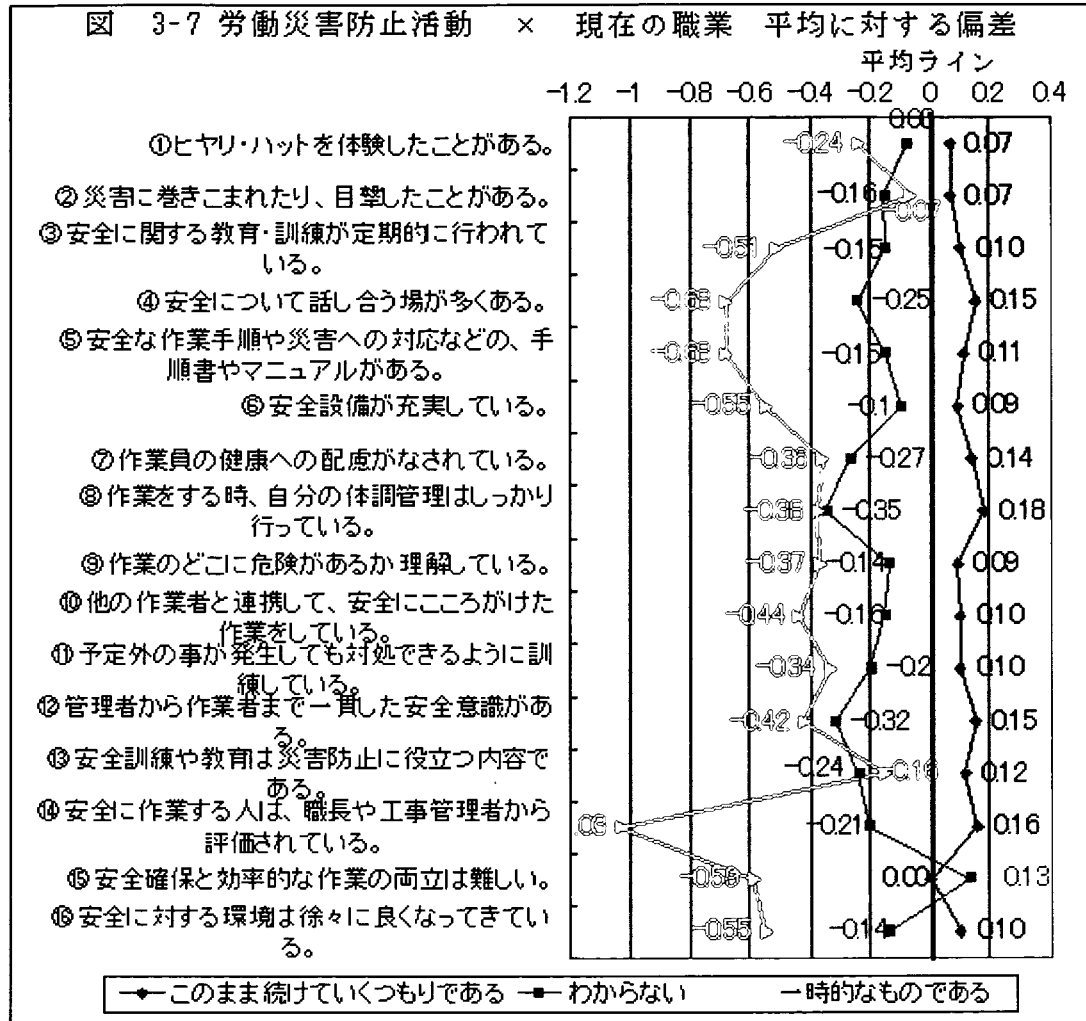 図 3-7 労働災害防止活動 × 現在の職業 平均に対する偏差
平均ライン
-1.2 -1 -0.8 -0.6 -0.4 -0.2 0 0.2 0.4
①ヒヤリ・ハットを体験したことがある。
-0.24 0.07
②災害に巻きこまれたり、目撃したことがある。
-0.16 -0.07 0.07
③安全に関する教育・訓練が定期的に行われて
いる。
-0.51 -0.15 0.10
④安全について話し合う場が多くある。
-0.68 -0.25 0.15
⑤安全な作業手順や災害への対応などの、手
順書やマニュアルがある。
-0.68 -0.15 0.11
⑥安全設備が充実している。
-0.55 -0.1 0.09
⑦作業員の健康への配慮がなされている。
-0.27 0.14
⑧作業をする時、自分の体調管理はしっかり
行っている。
-0.38 -0.35 0.18
⑨作業のどこに危険があるか理解している。
-0.37 -0.14 0.09
⑩他の作業者と連携して、安全にこころがけた
作業をしている。
-0.44 -0.16 0.10
⑪予定外の事が発生しても対処できるように訓
練している。
-0.34 -0.2 0.10
⑫管理者から作業者まで一貫した安全意識があ
る。
-0.42 -0.32 0.15
⑬安全訓練や教育は災害防止に役立つ内容で
ある。
-0.24 -0.16 0.12
⑭安全に作業する人は、職長や工事管理者から
評価されている。
-0.21 0.16
⑮安全確保と効率的な作業の両立は難しい。
0.00 0.13
⑯安全に対する環境は徐々に良くなってきてい
る。
-0.55 -0.14 0.10
このまま続けていくつもりである わからない 一時的なものである